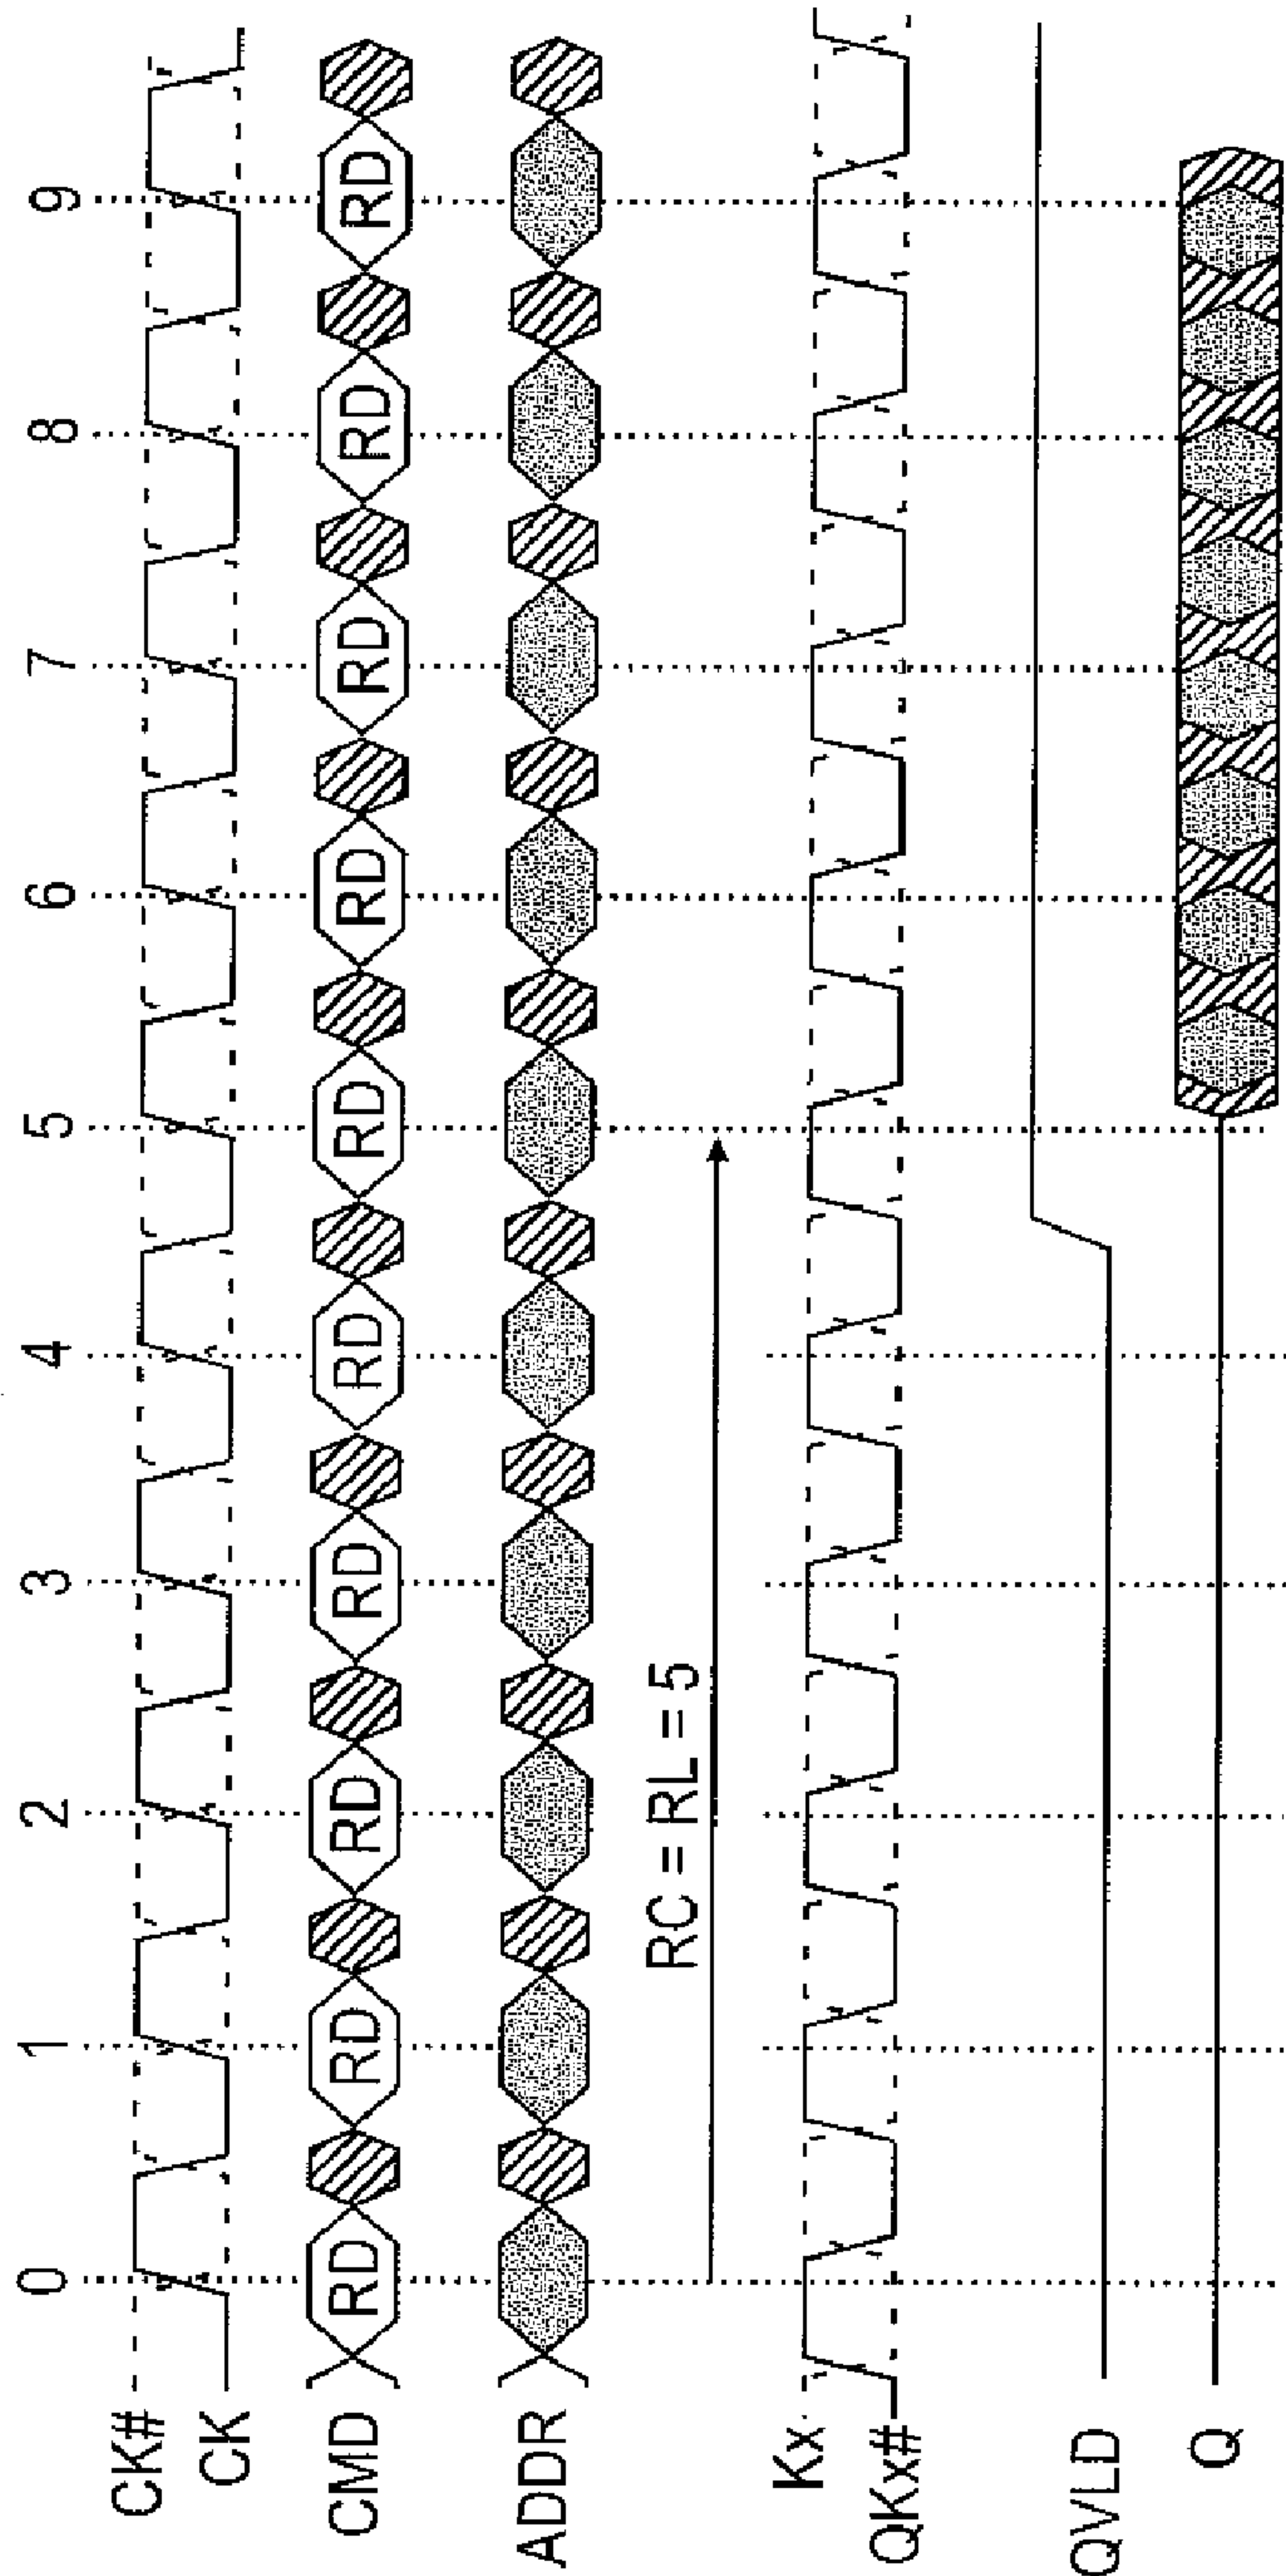 0 1 2 3 4 5 6 7 8 9
CK#
CK
CMD RD RD RD RD RD RD RD RD RD RD
ADDR
RC = RL = 5
Kx
QKx#
QVLD
Q